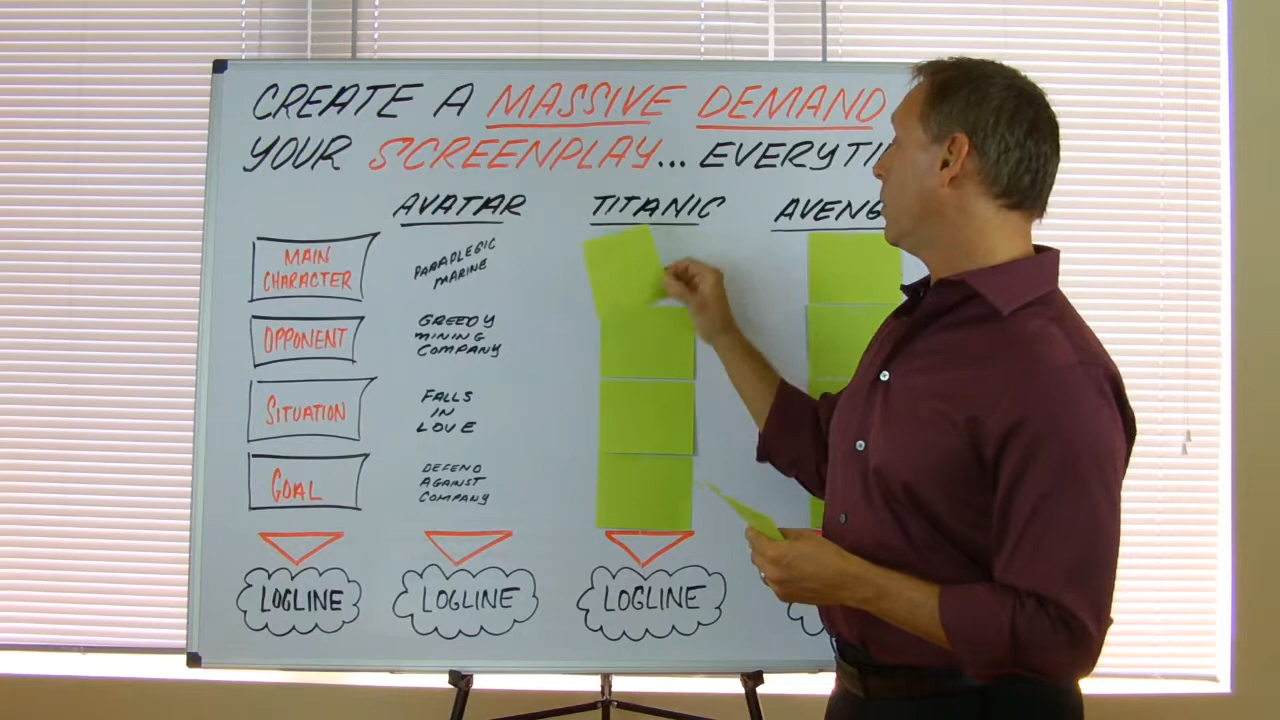 CREATE A MASSIVE DEMAND
YOUR SCREENPLAY... EVERYTI
AVATAR
TITANIC
AVENG
MAIN
CHARACTER
PARAPLEGIC
MARINE
OPPONENT
GREEDY
MINING
COMPANY
SITUATION
FALLS
IN
LOVE
GOAL
DEFEND
AGAINST
COMPANY
LOGLINE
LOGLINE
LOGLINE